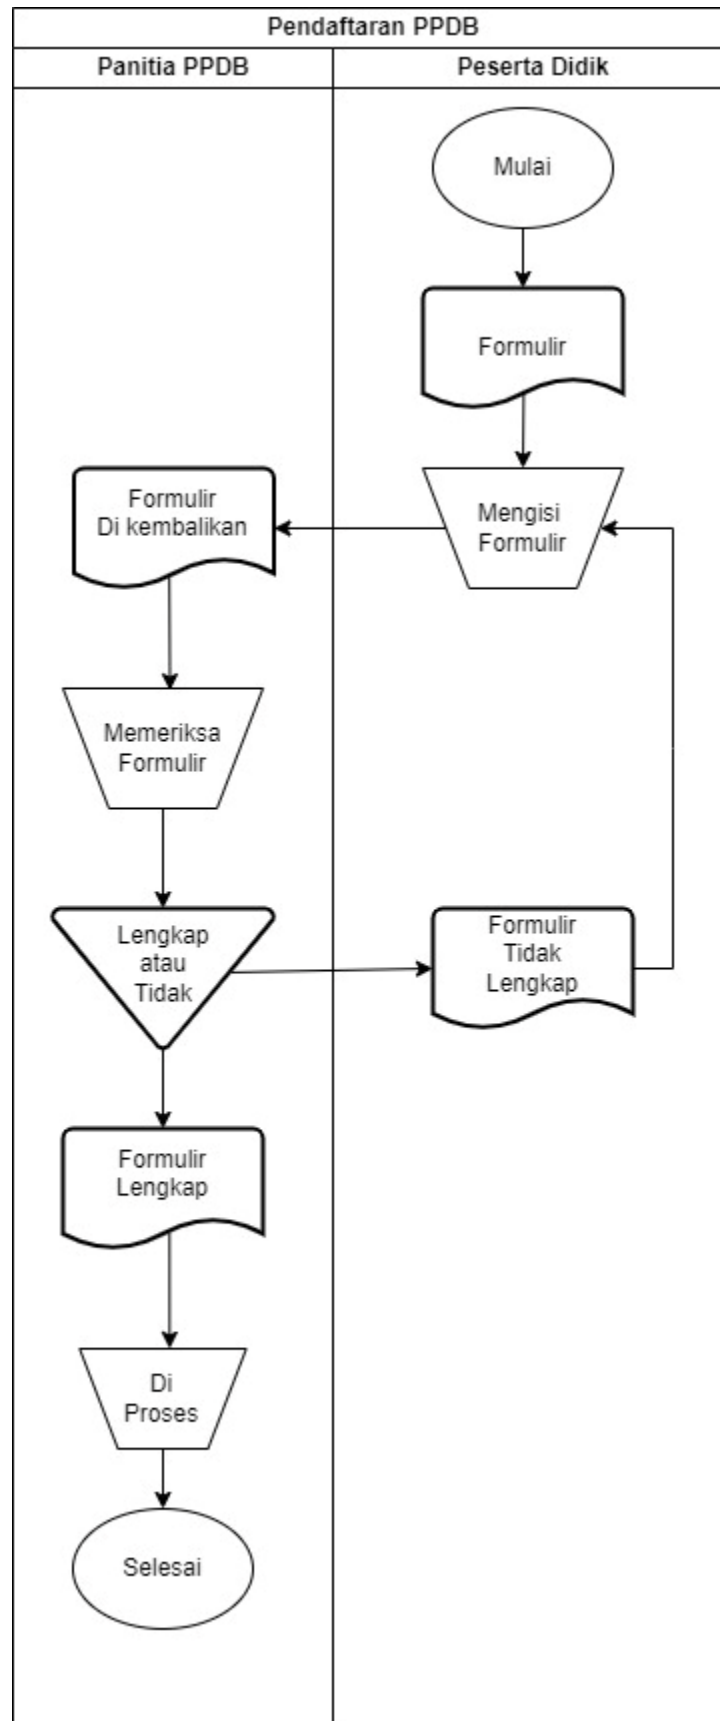 Pendaftaran PPDB
Panitia PPDB
Peserta Didik
Mulai
Formulir
Mengisi
Formulir
Formulir
Di kembalikan
Memeriksa
Formulir
Lengkap
atau
Tidak
Formulir
Tidak
Lengkap
Formulir
Lengkap
Di
Proses
Selesai